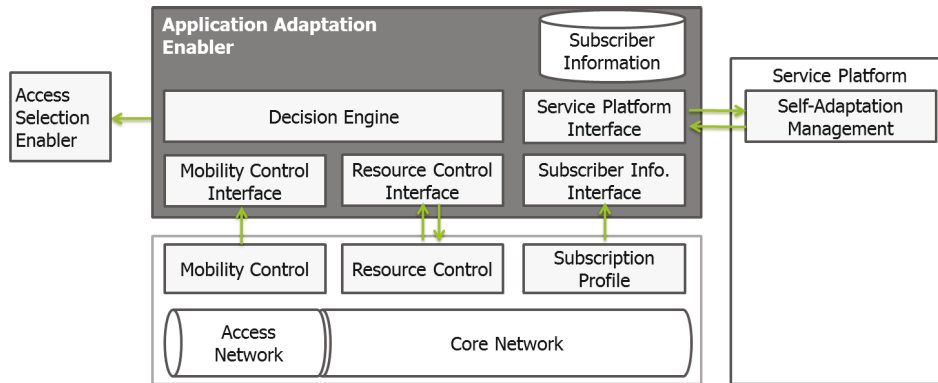 Application Adaptation
Enabler
Subscriber
Information
Service Platform
Access
Selection
Enabler
Decision Engine
Service Platform
Interface
Self-Adaptation
Management
Mobility Control
Interface
Resource Control
Interface
Subscriber Info.
Interface
Mobility Control
Resource Control
Subscription
Profile
Access
Network
Core Network